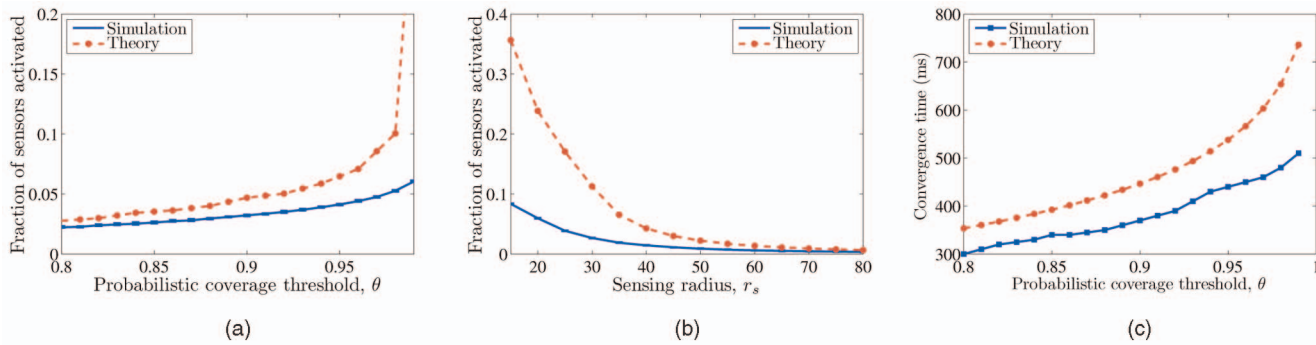 Fraction of sensors activated
0.2
0.15
0.1
0.05
0
Simulation
Theory
0.8
0.85
0.9
0.95
Probabilistic coverage threshold, θ
(a)
Fraction of sensors activated
0.4
0.3
0.2
0.1
0
Simulation
Theory
20
30
40
50
60
70
80
Sensing radius, r_s
(b)
Convergence time (ms)
800
700
600
500
400
300
Simulation
Theory
0.8
0.85
0.9
0.95
1
Probabilistic coverage threshold, θ
(c)